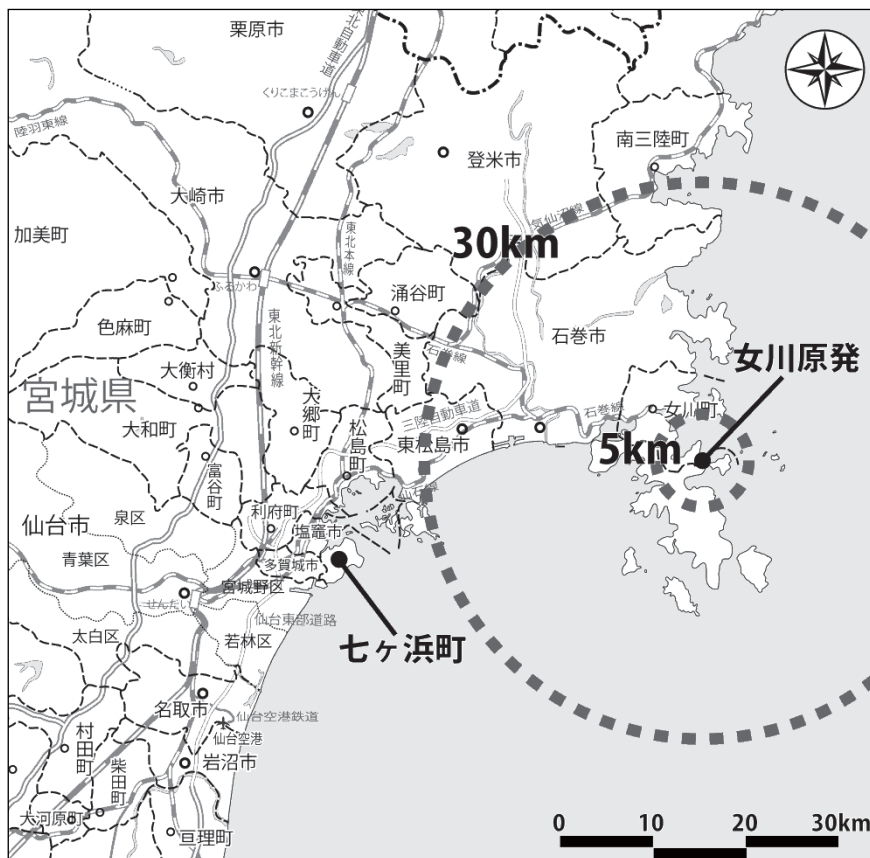 栗原市
東北自動車道
くりこまこうげん
陸羽東線
南三陸町
登米市
大崎市
気仙沼線
加美町
東北本線
30km
ふるかわ
涌谷町
色麻町
東北新幹線
石巻市
美里町
石巻線
女川原発
大衡村
宮城県
大郷町
松島町
石巻線
女川町
大和町
三陸自動車道
東松島市
5km
富谷町
仙石線
利府町
仙台市
泉区
塩竈市
青葉区
多賀城市
宮城野区
せんだい
仙台東部道路
太白区
若林区
七ヶ浜町
名取市
仙台空港鉄道
仙台空港
村田町
岩沼市
柴田町
大河原町
亘理町
0 10 20 30km